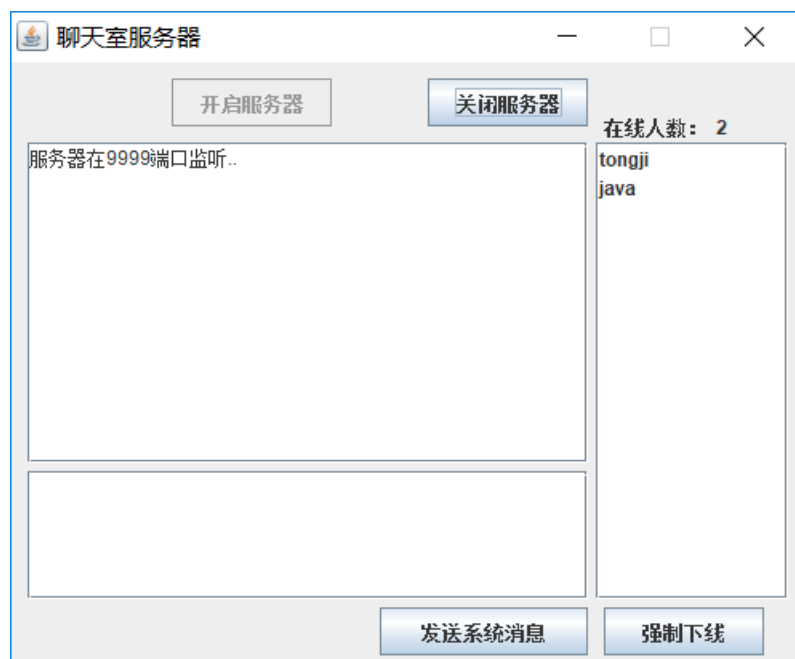 聊天室服务器
开启服务器
关闭服务器
在线人数： 2
服务器在9999端口监听..
tongji
java
发送系统消息
强制下线